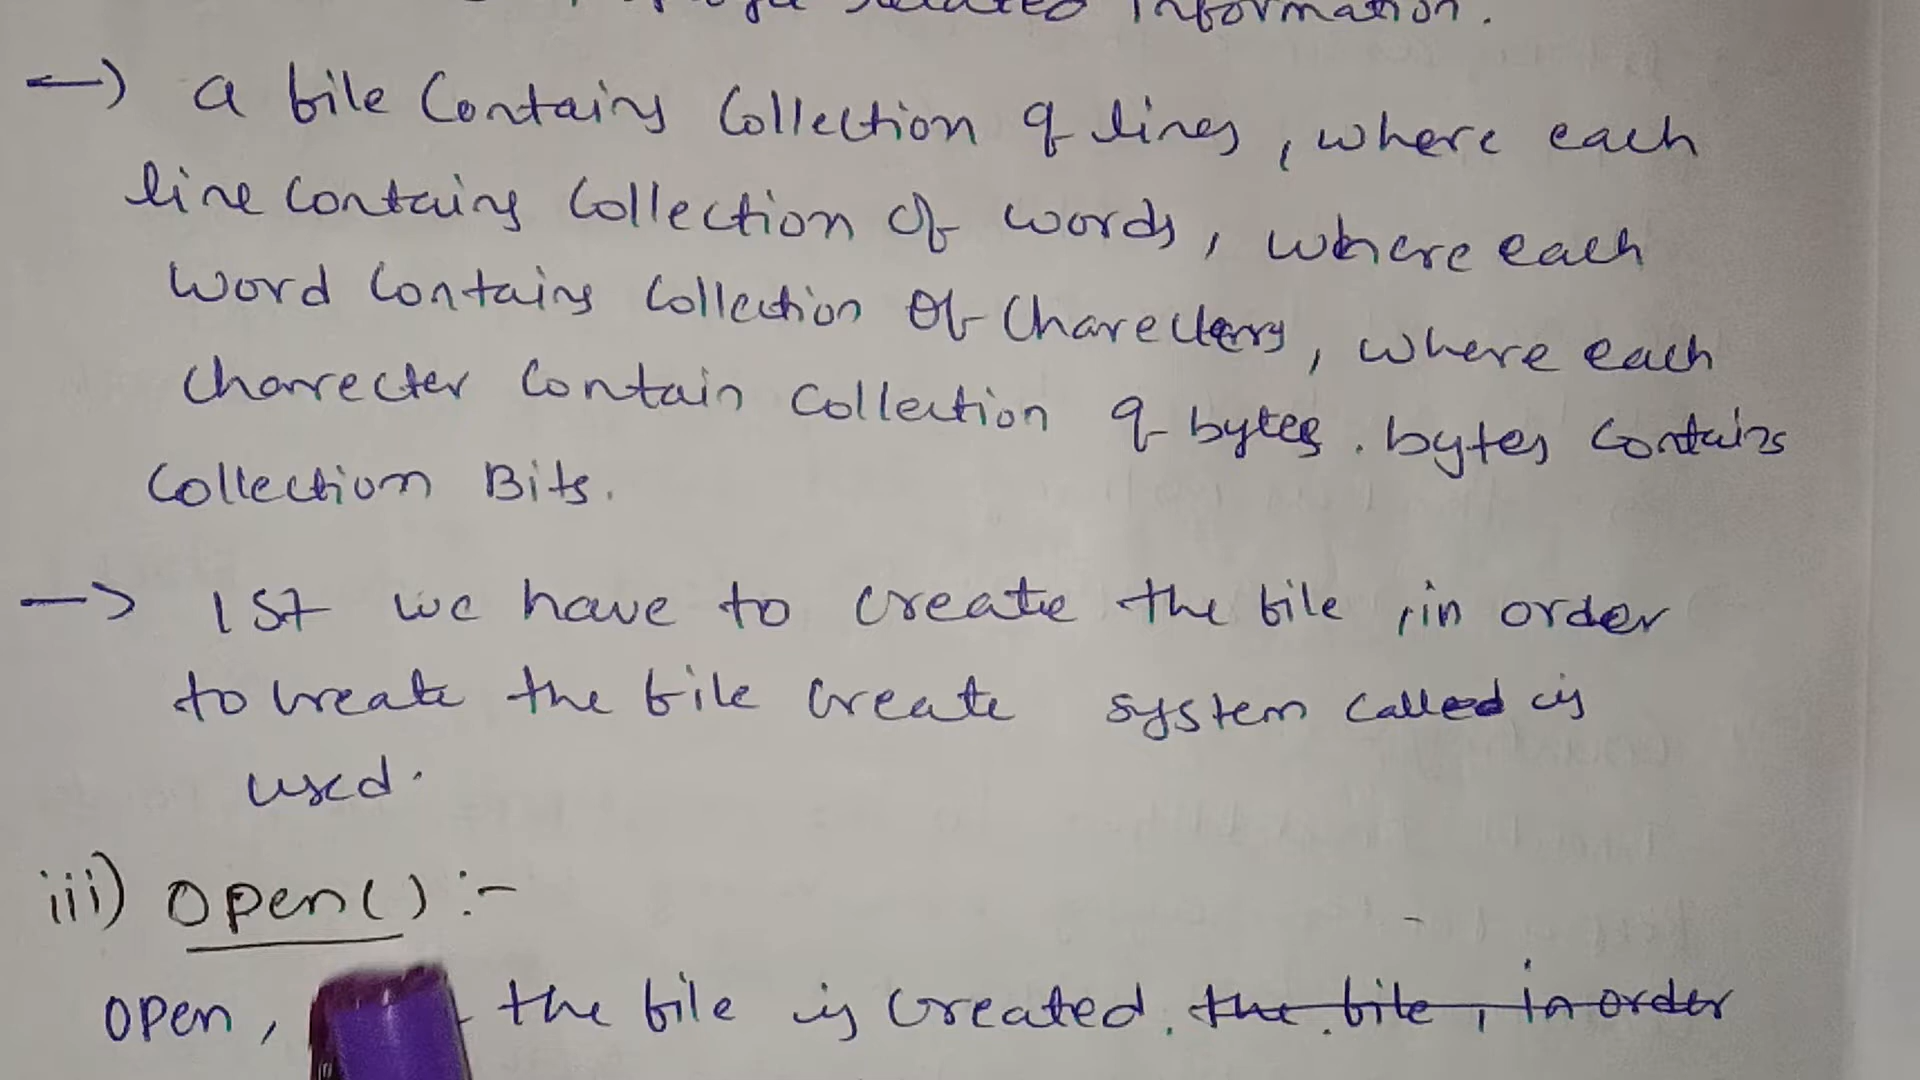 related information.
→ a file Contains Collection of lines, where each
line Contains Collection of words, where each
word Contains Collection of Charecters, where each
charecter Contain Collection of bytes. bytes Contains
Collection Bits.
→ 1st we have to create the file, in order
to create the file create system called is
used.
iii) open() :-
open, the file is created. the file, in order